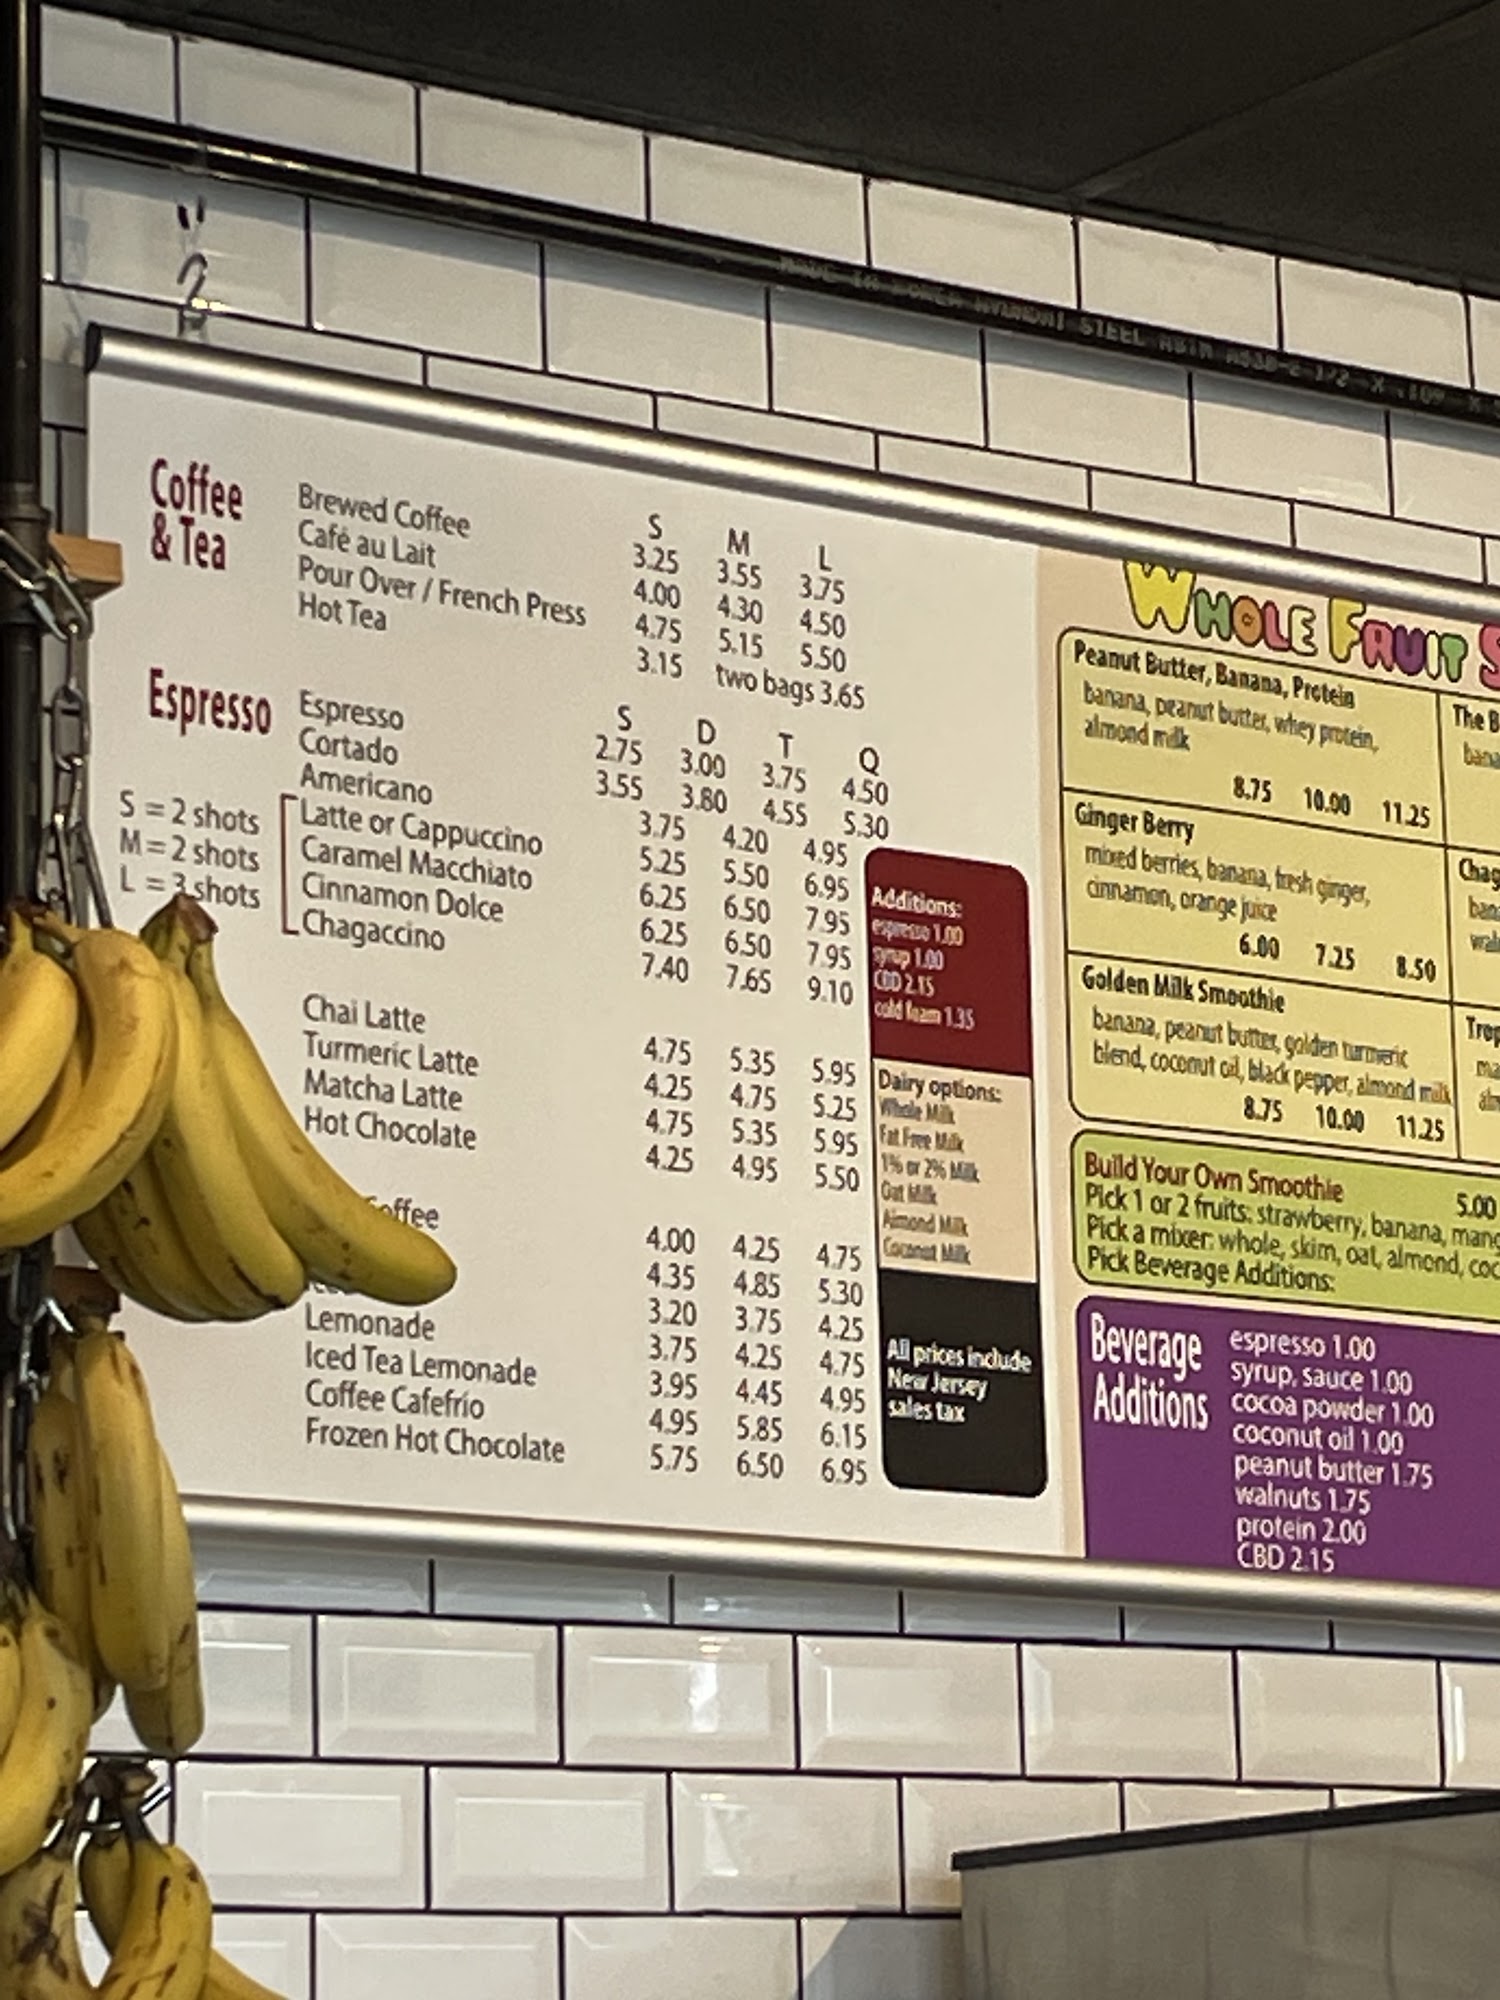 STEEL
Coffee
& Tea
S M L
Brewed Coffee 3.25 3.55 3.75
Café au Lait 4.00 4.30 4.50
Pour Over / French Press 4.75 5.15 5.50
Hot Tea 3.15 two bags 3.65
Espresso
S D T Q
Espresso 2.75 3.00 3.75 4.50
Cortado 3.55 3.80 4.55 5.30
Americano 3.75 4.20 4.95
S = 2 shots
M = 2 shots
L = 3 shots
Latte or Cappuccino 5.25 5.50 6.95
Caramel Macchiato 6.25 6.50 7.95
Cinnamon Dolce 6.25 6.50 7.95
Chagaccino 7.40 7.65 9.10
Chai Latte 4.75 5.35 5.95
Turmeric Latte 4.25 4.75 5.25
Matcha Latte 4.75 5.35 5.95
Hot Chocolate 4.25 4.95 5.50
offee 4.00 4.25 4.75
4.35 4.85 5.30
3.20 3.75 4.25
Lemonade 3.75 4.25 4.75
Iced Tea Lemonade 3.95 4.45 4.95
Coffee Cafefrio 4.95 5.85 6.15
Frozen Hot Chocolate 5.75 6.50 6.95
Additions:
espresso 1.00
syrup 1.00
CBD 2.15
cold foam 1.35
Dairy options:
Whole Milk
Fat Free Milk
1% or 2% Milk
Oat Milk
Almond Milk
Coconut Milk
All prices include
New Jersey
sales tax
WHOLE FRUIT S
Peanut Butter, Banana, Protein
banana, peanut butter, whey protein,
almond milk
8.75 10.00 11.25
Ginger Berry
mixed berries, banana, fresh ginger,
cinnamon, orange juice
6.00 7.25 8.50
Golden Milk Smoothie
banana, peanut butter, golden turmeric
blend, coconut oil, black pepper, almond milk
8.75 10.00 11.25
The B
bana
Chag
ban
wal
Trop
ma
Build Your Own Smoothie 5.00
Pick 1 or 2 fruits: strawberry, banana, mang
Pick a mixer: whole, skim, oat, almond, coc
Pick Beverage Additions:
Beverage
Additions
espresso 1.00
syrup, sauce 1.00
cocoa powder 1.00
coconut oil 1.00
peanut butter 1.75
walnuts 1.75
protein 2.00
CBD 2.15